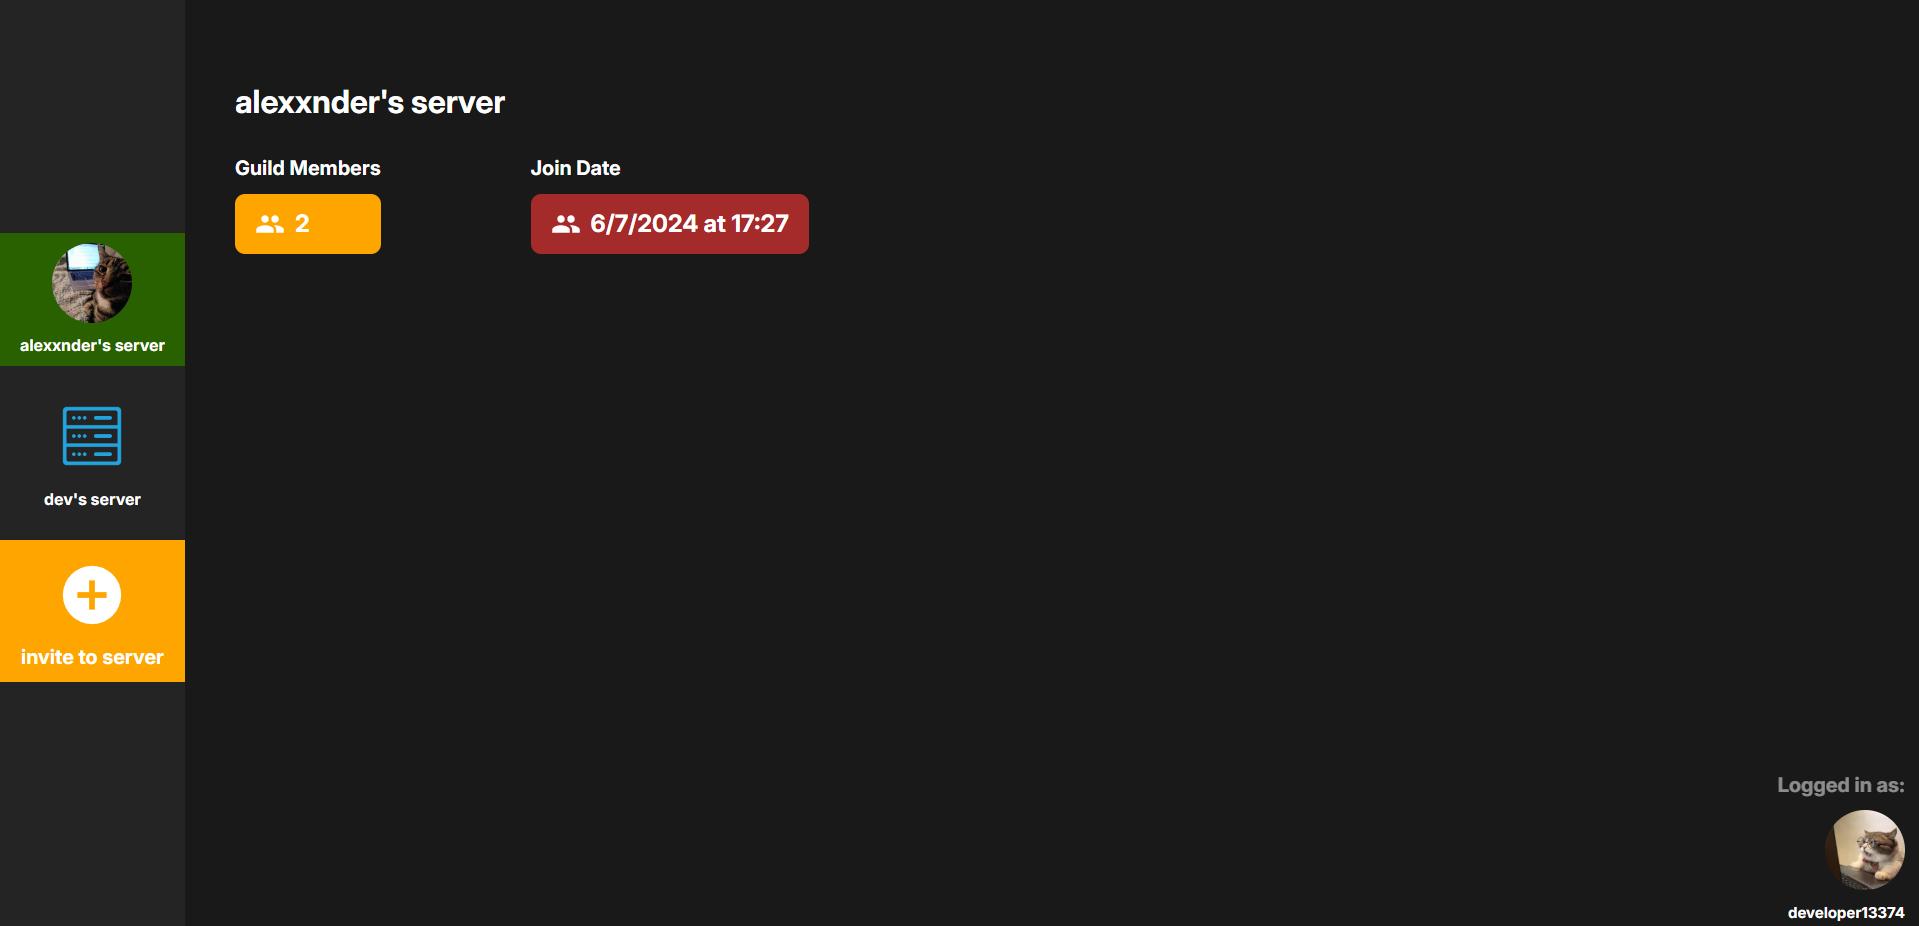 alexxnder's server
Guild Members
Join Date
2
6/7/2024 at 17:27
alexxnder's server
dev's server
invite to server
Logged in as:
developer13374